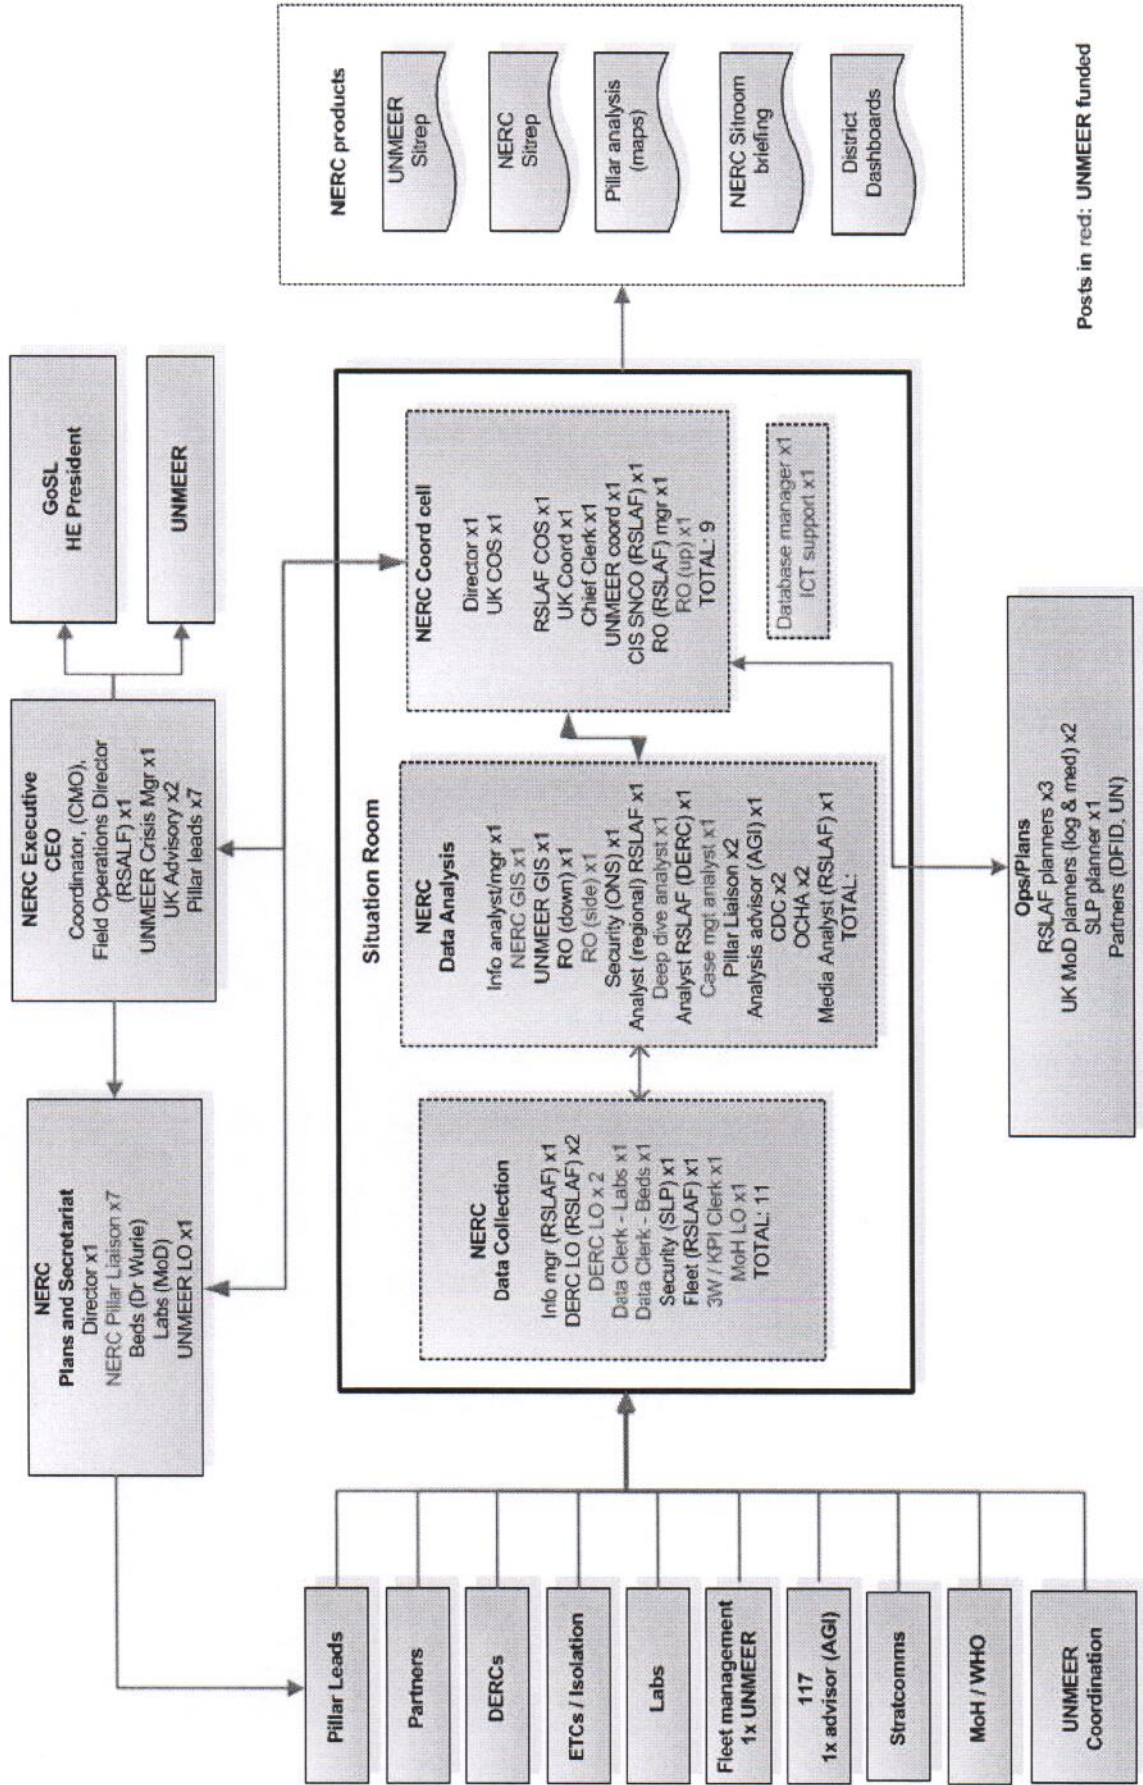 NERC
Plans and Secretariat
Director x1
NERC Pillar Liaison x7
Beds (Dr Wurie)
Labs (MoD)
UNMEER LO x1
NERC Executive
CEO
Coordinator, (CMO),
Field Operations Director
(RSALF) x1
UNMEER Crisis Mgr x1
UK Advisory x2
Pillar leads x7
GoSL
HE President
UNMEER
Pillar Leads
Partners
DERCs
ETCs / Isolation
Labs
Fleet management
1x UNMEER
117
1x advisor (AGI)
Stratcomms
MoH / WHO
UNMEER
Coordination
Situation Room
NERC
Data Collection
Info mgr (RSLAF) x1
DERC LO (RSLAF) x2
DERC LO x 2
Data Clerk - Labs x1
Data Clerk - Beds x1
Security (SLP) x1
Fleet (RSLAF) x1
3W / KPI Clerk x1
MoH LO x1
TOTAL: 11
NERC
Data Analysis
Info analyst/mgr x1
NERC GIS x1
UNMEER GIS x1
RO (down) x1
RO (side) x1
Security (ONS) x1
Analyst (regional) RSLAF x1
Deep dive analyst x1
Analyst RSLAF (DERC) x1
Case mgt analyst x1
Pillar Liaison x2
Analysis advisor (AGI) x1
CDC x2
OCHA x2
Media Analyst (RSLAF) x1
TOTAL:
NERC Coord cell
Director x1
UK COS x1
RSLAF COS x1
UK Coord x1
Chief Clerk x1
UNMEER coord x1
CIS SNCO (RSLAF) x1
RO (RSLAF) mgr x1
RO (up) x1
TOTAL: 9
Database manager x1
ICT support x1
Ops/Plans
RSLAF planners x3
UK MoD planners (log & med) x2
SLP planner x1
Partners (DFID, UN)
NERC products
UNMEER
Sitrep
NERC
Sitrep
Pillar analysis
(maps)
NERC Sitroom
briefing
District
Dashboards
Posts in red: UNMEER funded